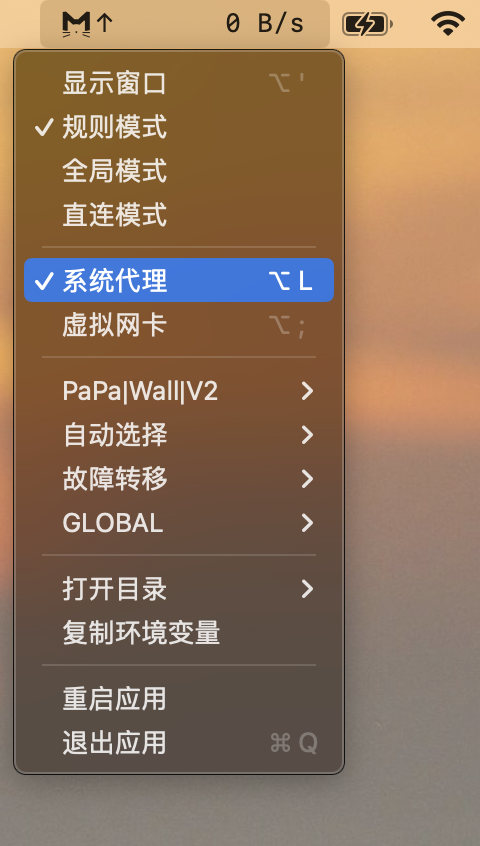 0 B/s
显示窗口 ⌥ '
规则模式
全局模式
直连模式
系统代理 ⌥ L
虚拟网卡 ⌥ ;
PaPa|Wall|V2
自动选择
故障转移
GLOBAL
打开目录
复制环境变量
重启应用
退出应用 ⌘ Q